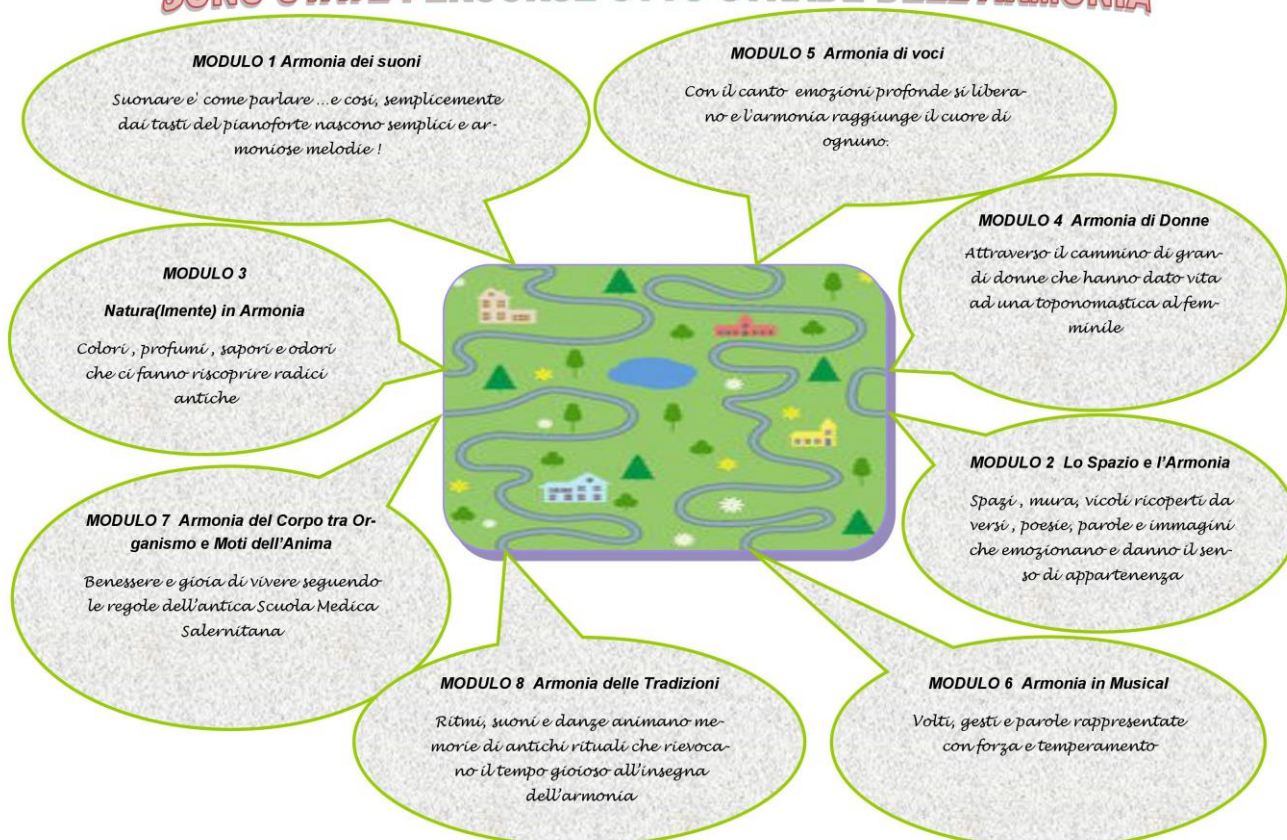 SONO STATE PERCORSE OTTO STRADE DELL'ARMONIA
MODULO 1 Armonia dei suoni
Suonare e' come parlare ...e cosi, semplicemente
dai tasti del pianoforte nascono semplici e ar-
moniose melodie !
MODULO 5 Armonia di voci
Con il canto emozioni profonde si libera-
no e l'armonia raggiunge il cuore di
ognuno.
MODULO 3
Natura(lmente) in Armonia
Colori , profumi , sapori e odori
che ci fanno riscoprire radici
antiche
MODULO 4 Armonia di Donne
Attraverso il cammino di gran-
di donne che hanno dato vita
ad una toponomastica al fem-
minile
MODULO 7 Armonia del Corpo tra Or-
ganismo e Moti dell'Anima
Benessere e gioia di vivere seguendo
le regole dell'antica Scuola Medica
Salernitana
MODULO 2 Lo Spazio e l'Armonia
Spazi , mura, vicoli ricoperti da
versi , poesie, parole e immagini
che emozionano e danno il sen-
so di appartenenza
MODULO 8 Armonia delle Tradizioni
Ritmi, suoni e danze animano me-
morie di antichi rituali che rievoca-
no il tempo gioioso all'insegna
dell'armonia
MODULO 6 Armonia in Musical
Volti, gesti e parole rappresentate
con forza e temperamento